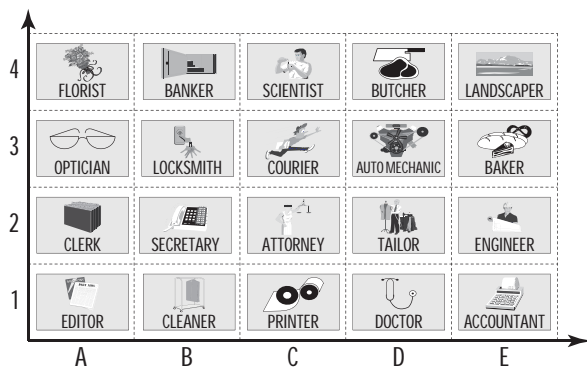 4
FLORIST BANKER SCIENTIST BUTCHER LANDSCAPER
3
OPTICIAN LOCKSMITH COURIER AUTO MECHANIC BAKER
2
CLERK SECRETARY ATTORNEY TAILOR ENGINEER
1
EDITOR CLEANER PRINTER DOCTOR ACCOUNTANT
A B C D E